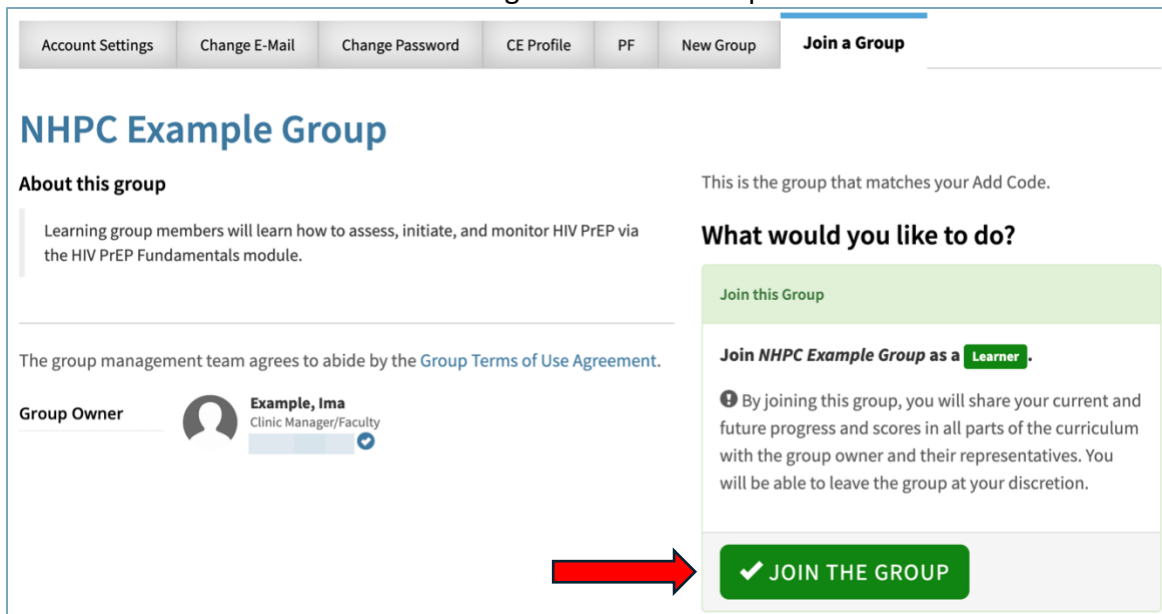 Account Settings
Change E-Mail
Change Password
CE Profile
PF
New Group
Join a Group
NHPC Example Group
About this group
Learning group members will learn how to assess, initiate, and monitor HIV PrEP via
the HIV PrEP Fundamentals module.
The group management team agrees to abide by the Group Terms of Use Agreement.
Group Owner
Example, Ima
Clinic Manager/Faculty
This is the group that matches your Add Code.
What would you like to do?
Join this Group
Join NHPC Example Group as a Learner.
By joining this group, you will share your current and
future progress and scores in all parts of the curriculum
with the group owner and their representatives. You
will be able to leave the group at your discretion.
JOIN THE GROUP